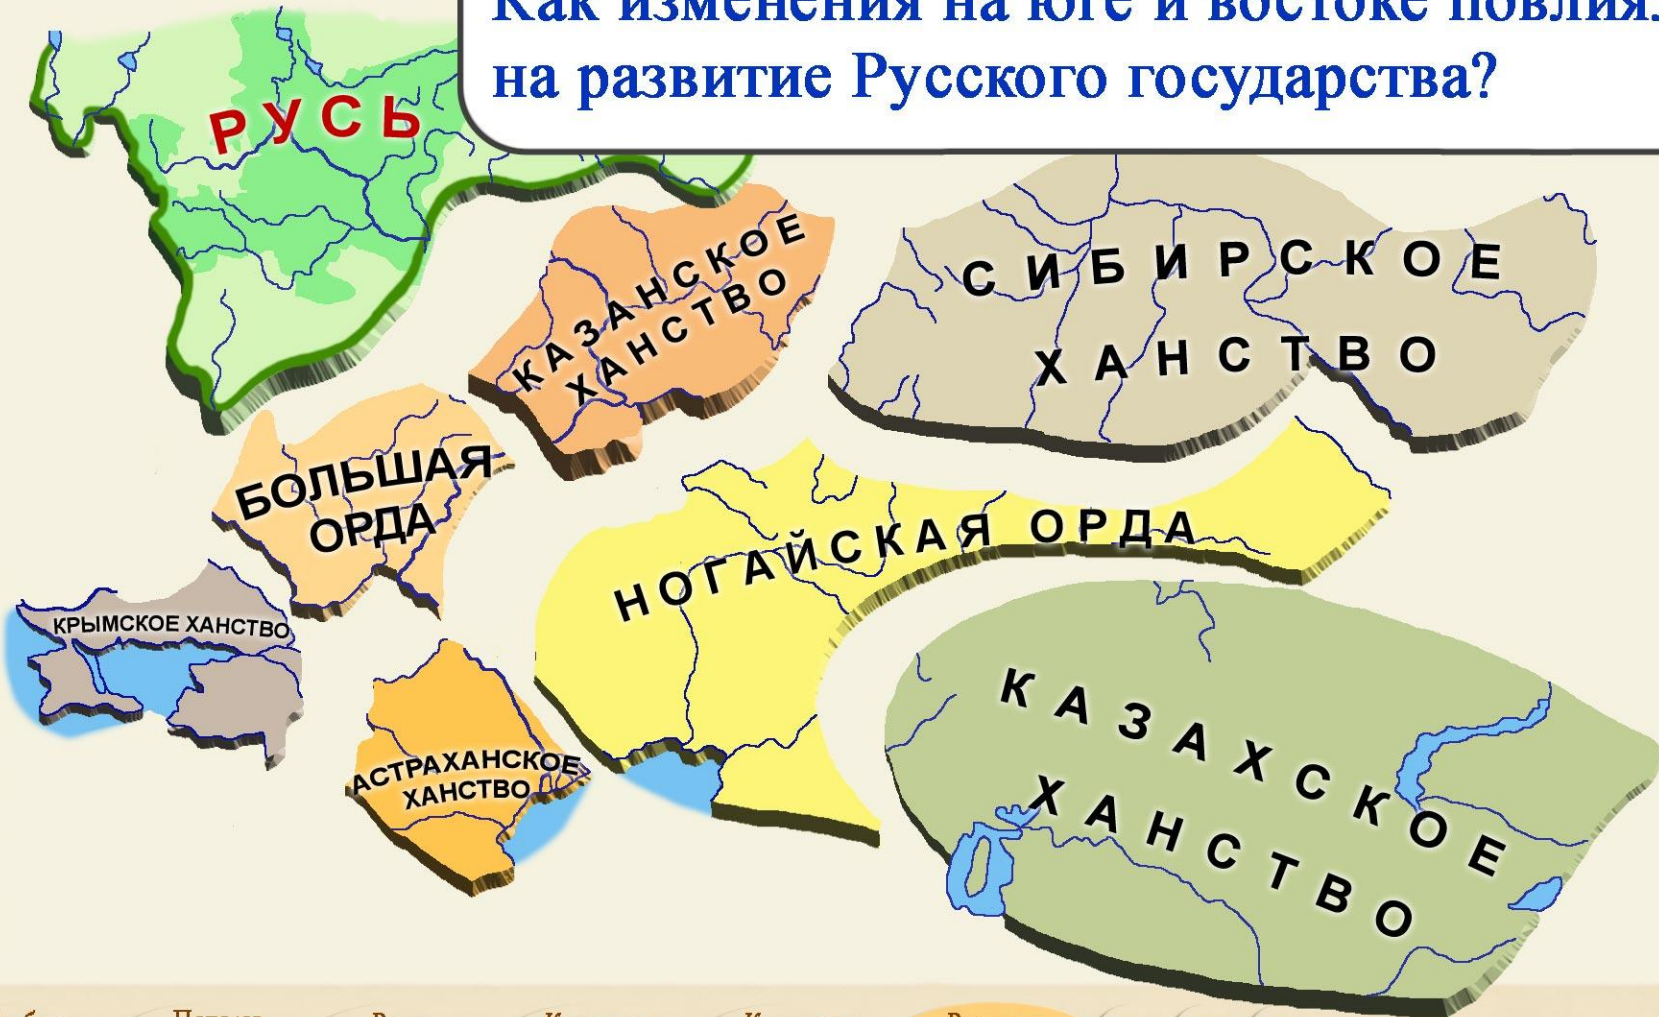 Как изменения на юге и востоке повлия
на развитие Русского государства?
РУСЬ
КАЗАНСКОЕ
ХАНСТВО
СИБИРСКОЕ
ХАНСТВО
БОЛЬШАЯ
ОРДА
НОГАЙСКАЯ ОРДА
КРЫМСКОЕ ХАНСТВО
АСТРАХАНСКОЕ
ХАНСТВО
КАЗАХСКОЕ
ХАНСТВО